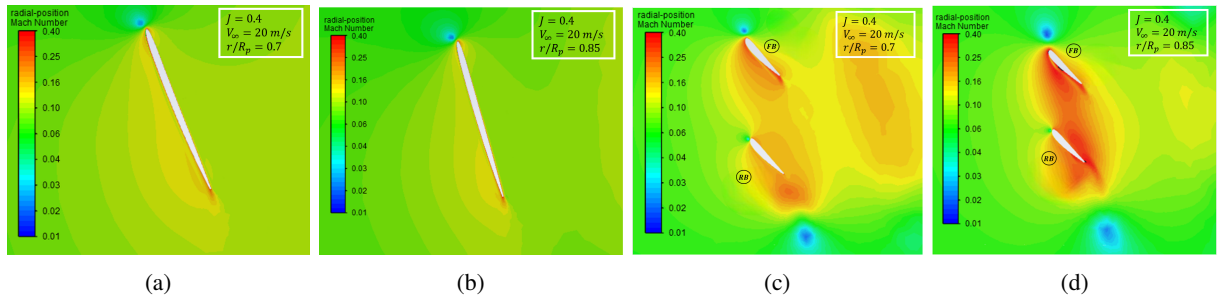 radial-position
Mach Number
0.40
0.25
0.16
0.10
0.06
0.04
0.03
0.02
0.01
J = 0.4
V∞ = 20 m/s
r/Rp = 0.7
(a)
radial-position
Mach Number
0.40
0.25
0.16
0.10
0.06
0.04
0.03
0.02
0.01
J = 0.4
V∞ = 20 m/s
r/Rp = 0.85
(b)
radial-position
Mach Number
0.40
0.25
0.16
0.10
0.06
0.04
0.03
0.02
0.01
J = 0.4
V∞ = 20 m/s
r/Rp = 0.7
FB
RB
(c)
radial-position
Mach Number
0.40
0.25
0.16
0.10
0.06
0.04
0.03
0.02
0.01
J = 0.4
V∞ = 20 m/s
r/Rp = 0.85
FB
RB
(d)